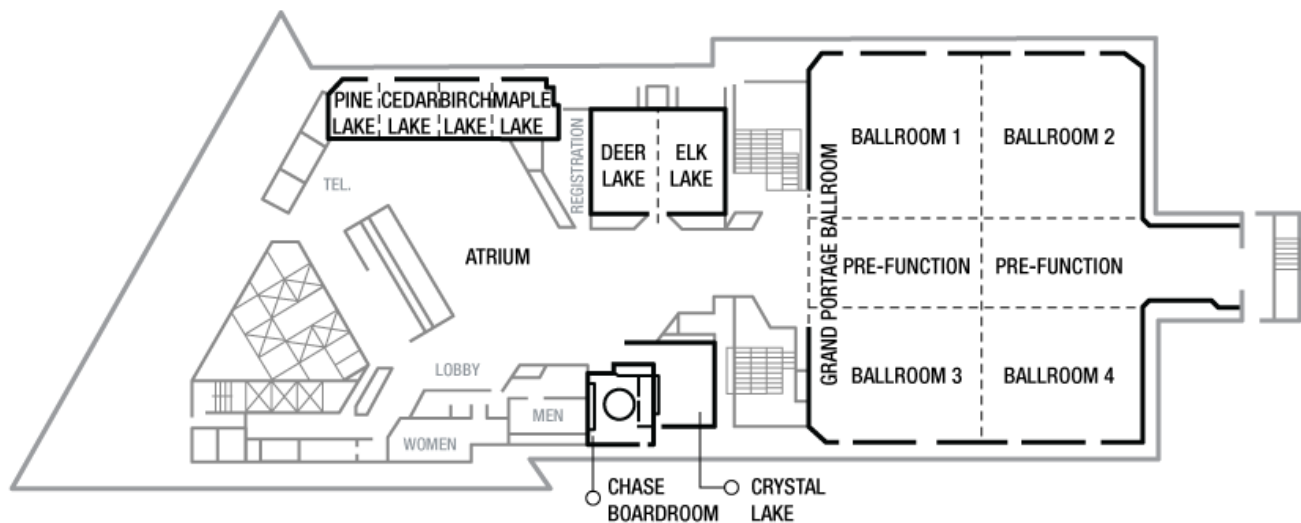 PINE LAKE
CEDAR LAKE
BIRCH LAKE
MAPLE LAKE
TEL.
REGISTRATION
DEER LAKE
ELK LAKE
ATRIUM
LOBBY
MEN
WOMEN
CHASE
BOARDROOM
CRYSTAL
LAKE
GRAND PORTAGE BALLROOM
BALLROOM 1
BALLROOM 2
PRE-FUNCTION
PRE-FUNCTION
BALLROOM 3
BALLROOM 4